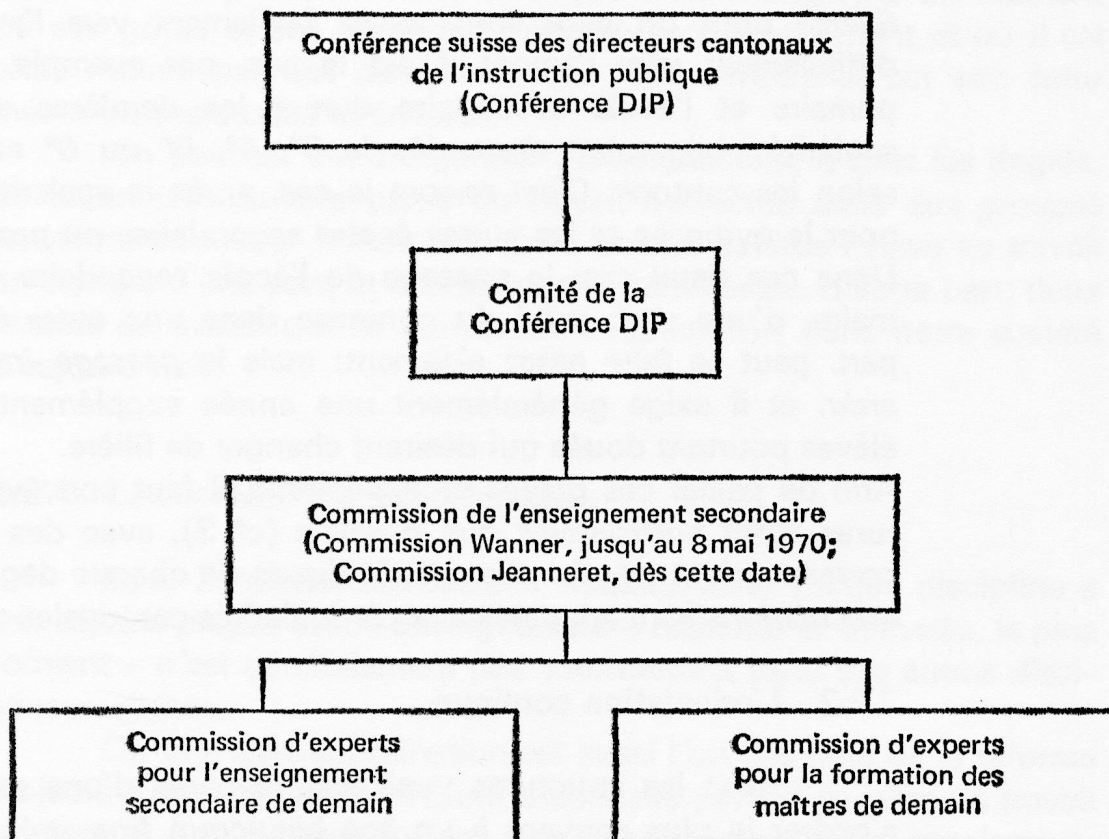 Conférence suisse des directeurs cantonaux
de l'instruction publique
(Conférence DIP)
Comité de la
Conférence DIP
Commission de l'enseignement secondaire
(Commission Wanner, jusqu'au 8 mai 1970;
Commission Jeanneret, dès cette date)
Commission d'experts
pour l'enseignement
secondaire de demain
Commission d'experts
pour la formation des
maîtres de demain